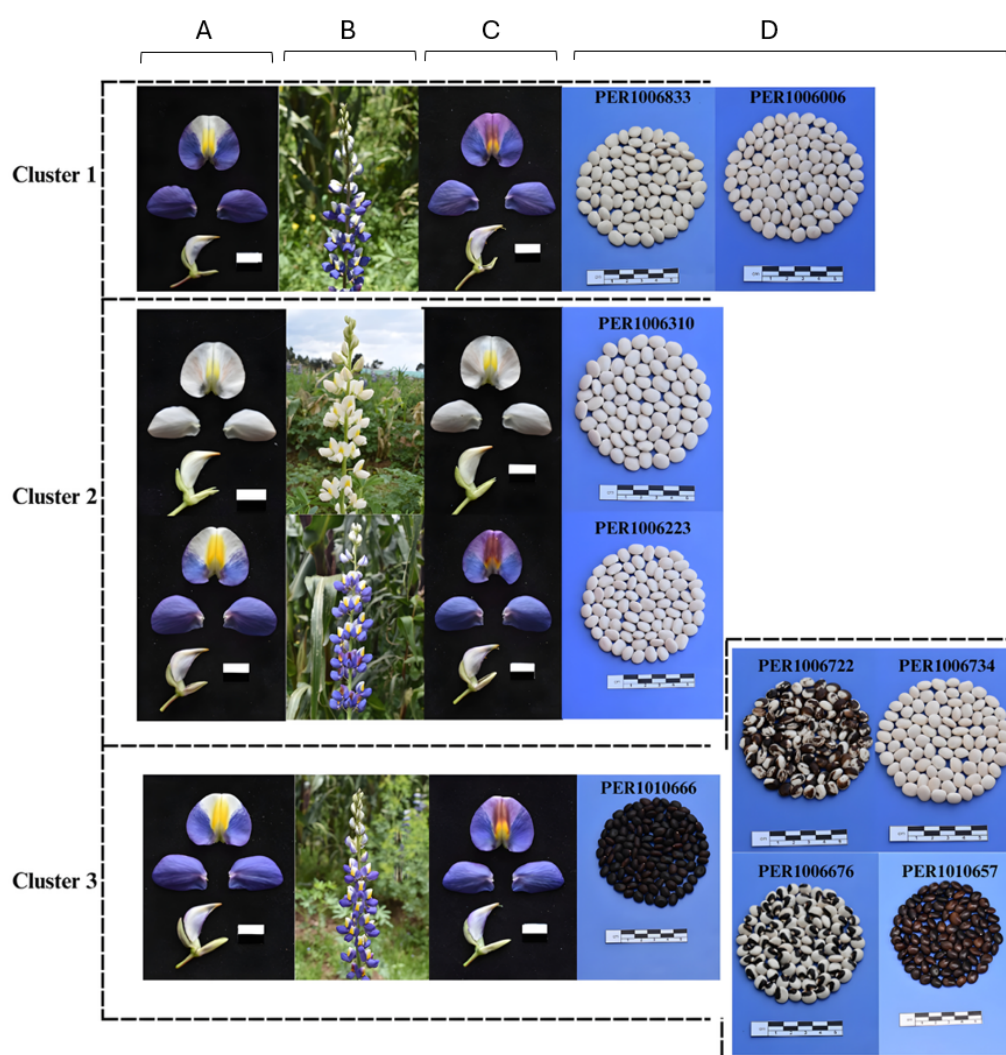 A B C D
PER1006833 PER1006006
Cluster 1
PER1006310
Cluster 2
PER1006223
PER1006722 PER1006734
PER1010666
Cluster 3
PER1006676 PER1010657